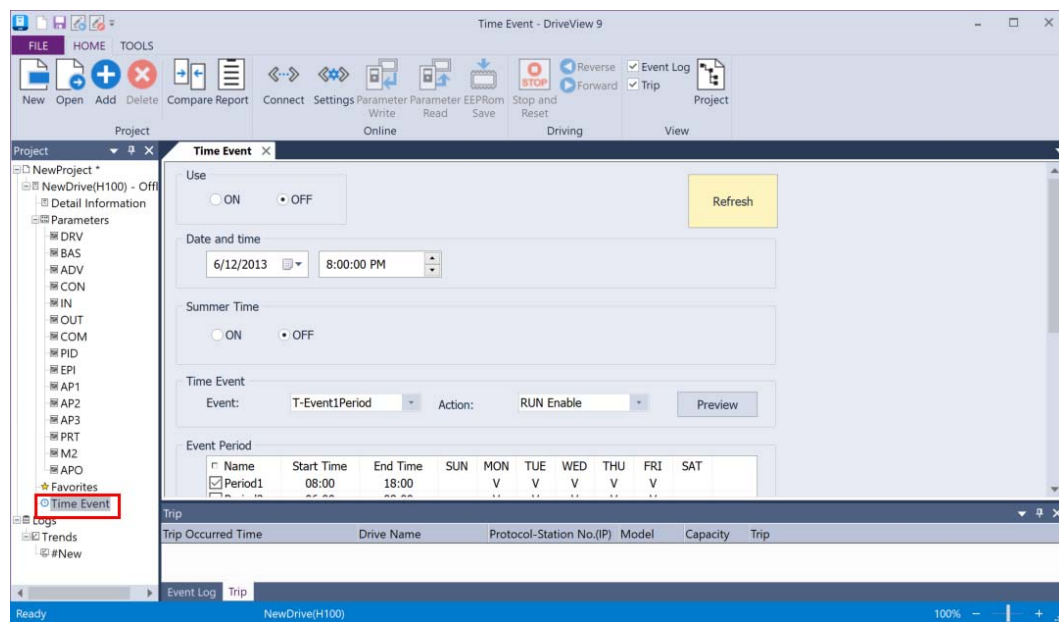 Time Event - DriveView 9
FILE HOME TOOLS
New Open Add Delete Compare Report Connect Settings Parameter Write Parameter Read EEPRom Save Stop and Reset Reverse Forward Event Log Trip Project
STOP
Project Online Driving View
Project
NewProject *
NewDrive(H100) - Offl
Detail Information
Parameters
DRV
BAS
ADV
CON
IN
OUT
COM
PID
EPI
AP1
AP2
AP3
PRT
M2
APO
Favorites
Time Event
Logs
Trends
#New
Time Event
Use
ON OFF
Refresh
Date and time
6/12/2013 8:00:00 PM
Summer Time
ON OFF
Time Event
Event: T-Event1Period Action: RUN Enable Preview
Event Period
Name Start Time End Time SUN MON TUE WED THU FRI SAT
Period1 08:00 18:00 V V V V V
Trip
Trip Occurred Time Drive Name Protocol-Station No.(IP) Model Capacity Trip
Event Log Trip
Ready NewDrive(H100) 100% - +